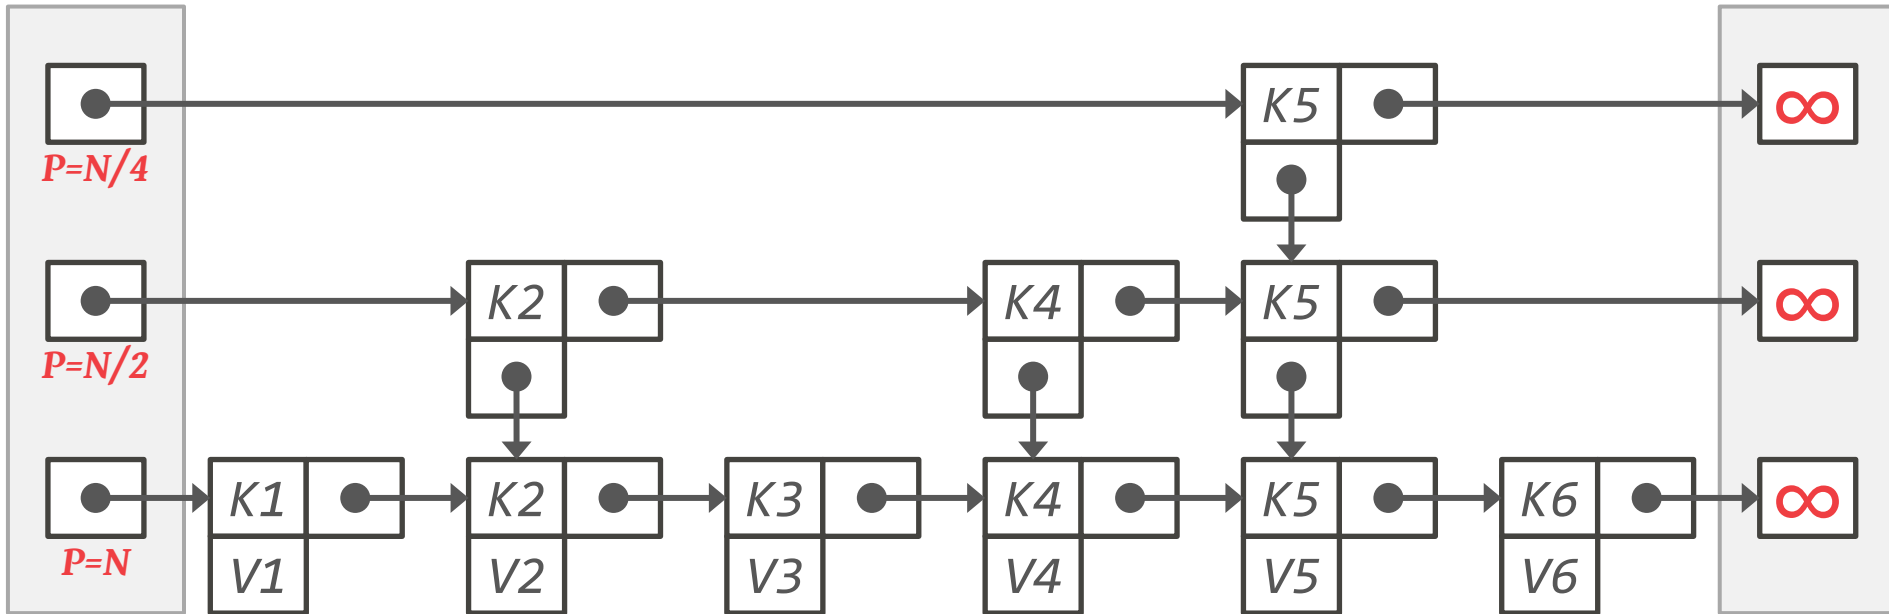 K5 ∞
P=N/4
K2 K4 K5 ∞
P=N/2
K1 K2 K3 K4 K5 K6 ∞
P=N V1 V2 V3 V4 V5 V6